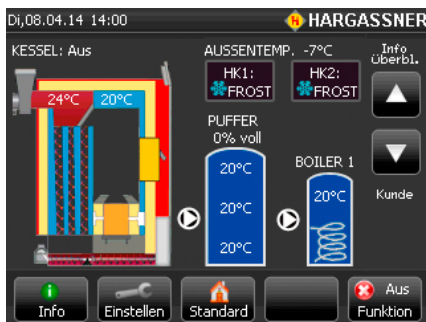 Di,08.04.14 14:00
HARGASSNER
KESSEL: Aus
AUSSENTEMP. -7°C
..Info
Überbl.
HK1:
FROST
HK2:
FROST
24°C
20°C
PUFFER
0% voll
20°C
20°C
20°C
BOILER 1
20°C
Kunde
Info
Einstellen
Standard
Aus
Funktion